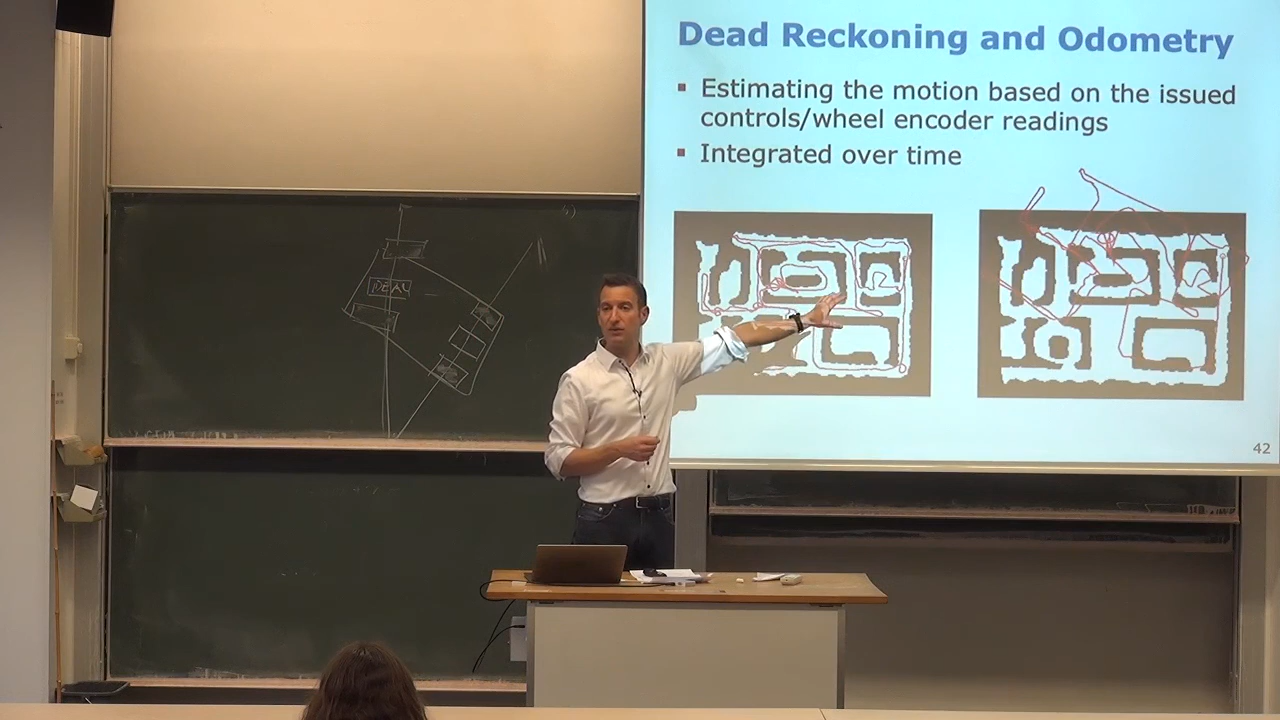 Dead Reckoning and Odometry
Estimating the motion based on the issued
controls/wheel encoder readings
Integrated over time
IDEAL
42